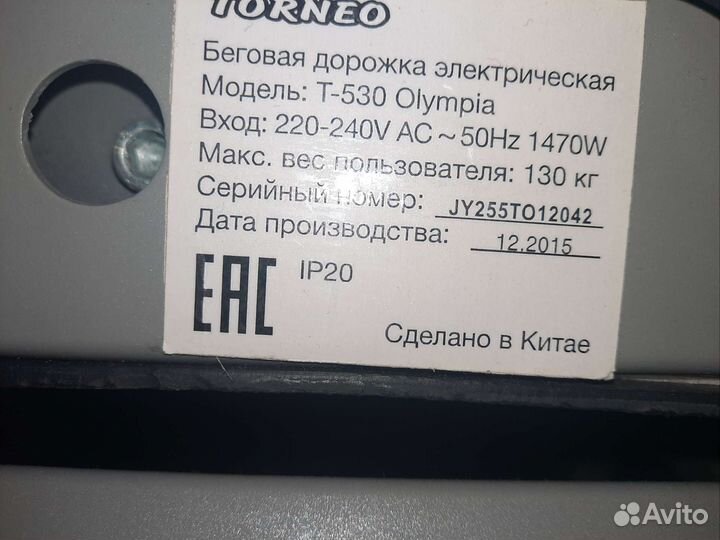 TORNEO
Беговая дорожка электрическая
Модель: T-530 Olympia
Вход: 220-240V AC ~ 50Hz 1470W
Макс. вес пользователя: 130 кг
Серийный номер: JY255TO12042
Дата производства: 12.2015
EAC IP20
Сделано в Китае
Avito